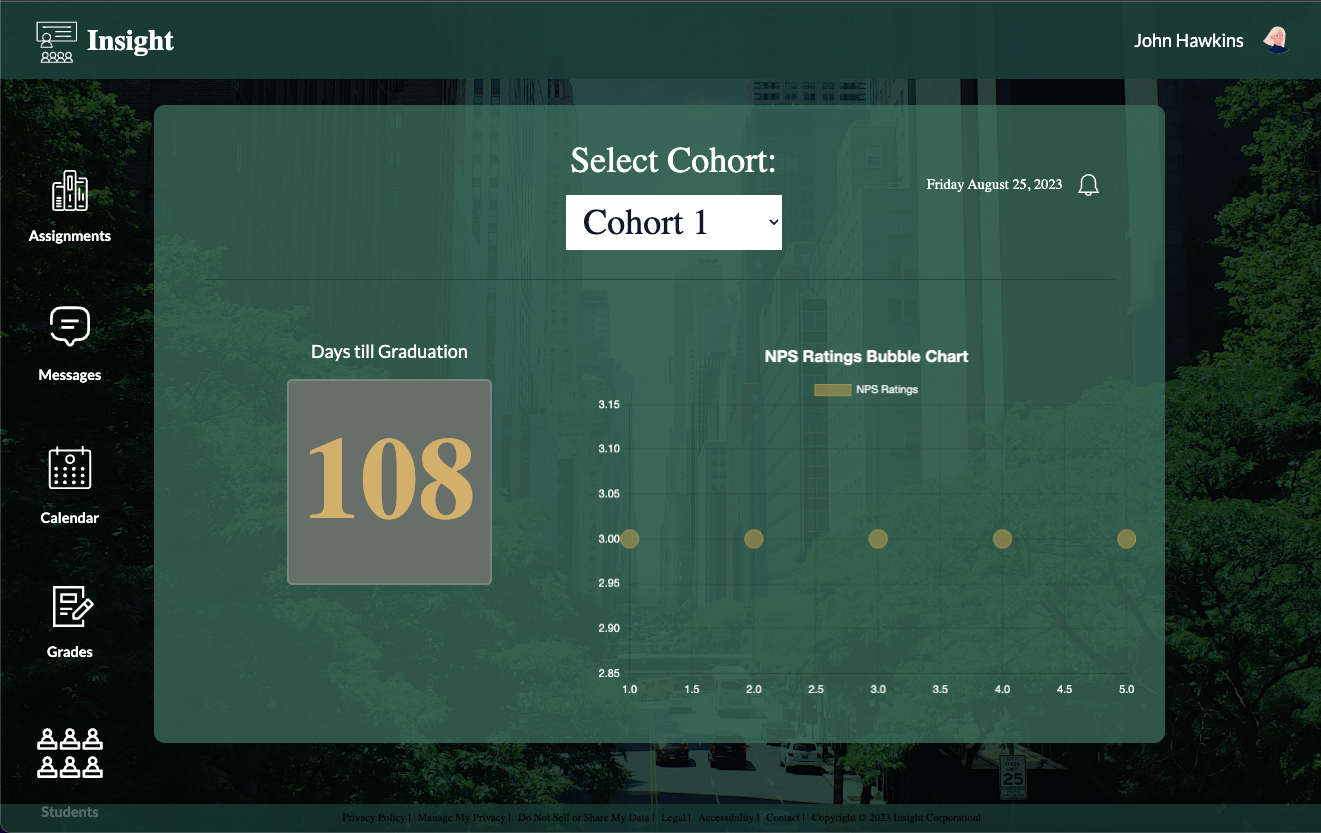 Insight
John Hawkins
Select Cohort:
Cohort 1
Friday August 25, 2023
Assignments
Messages
Calendar
Grades
Students
Days till Graduation
108
NPS Ratings Bubble Chart
NPS Ratings
3.15
3.10
3.05
3.00
2.95
2.90
2.85
1.0 1.5 2.0 2.5 3.0 3.5 4.0 4.5 5.0
CITY SPEED LIMIT
25
Privacy Policy | Manage My Privacy | Do Not Sell or Share My Data | Legal | Accessibility | Contact | Copyright © 2023 Insight Corporation|